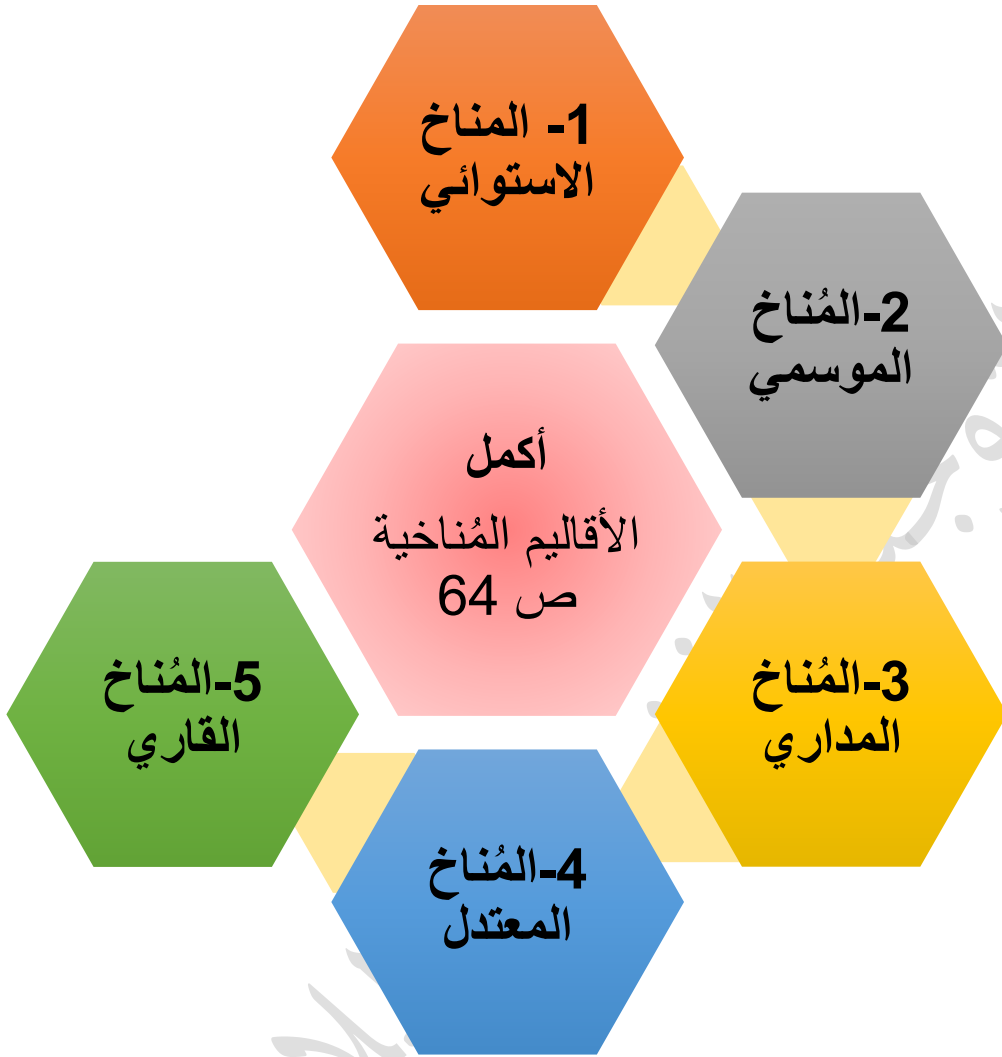 1- المناخ
الاستوائي
2-المُناخ
الموسمي
أكمل
الأقاليم المُناخية
ص 64
3-المُناخ
المداري
4-المُناخ
المعتدل
5-المُناخ
القاري